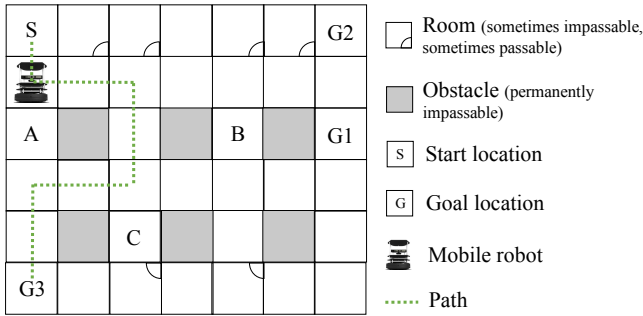 S G2
A B G1
C
G3
Room (sometimes impassable,
sometimes passable)
Obstacle (permanently
impassable)
S Start location
G Goal location
Mobile robot
Path